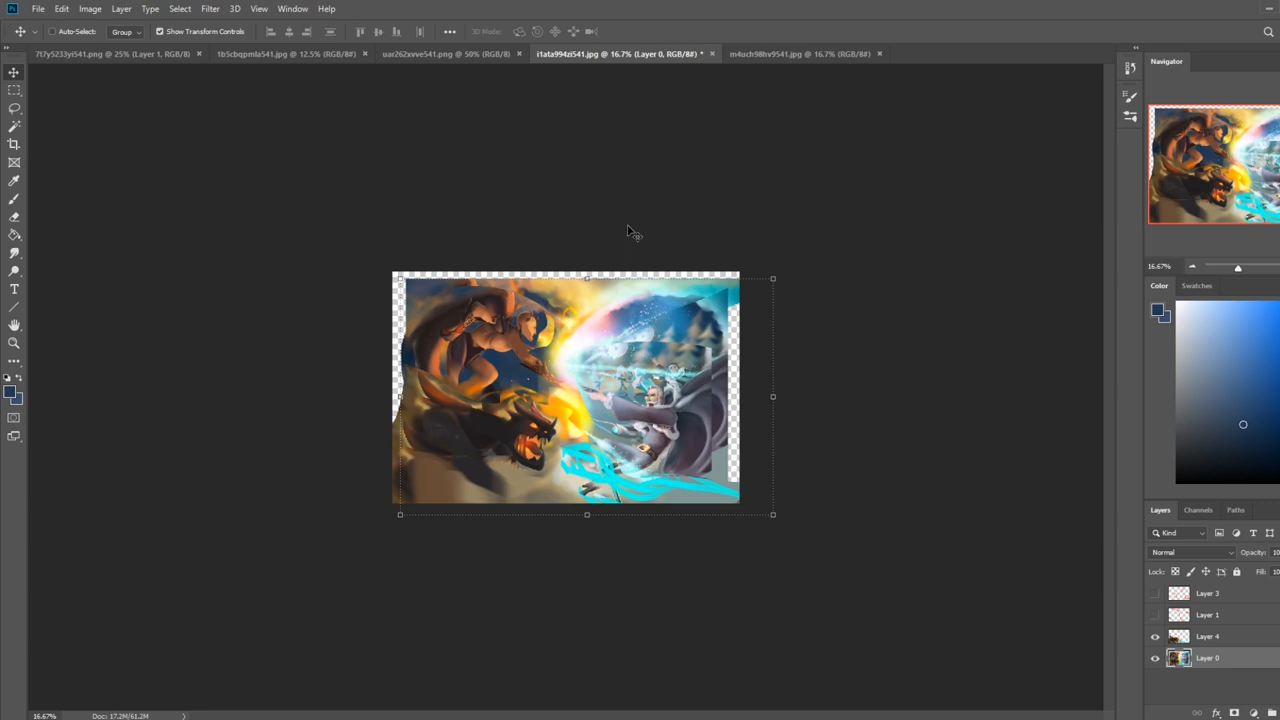 Ps File Edit Image Layer Type Select Filter 3D View Window Help
Auto-Select: Group Show Transform Controls 3D Mode:
7t7y5233yi541.png @ 25% (Layer 1, RGB/8) × 1b5cbqpmla541.jpg @ 12.5% (RGB/8#) × uar262xvve541.png @ 50% (RGB/8) × i1ata994zi541.jpg @ 16.7% (Layer 0, RGB/8#) * × m4uch98hv9541.jpg @ 16.7% (RGB/8#) ×
Navigator
16.67%
Color Swatches
Layers Channels Paths
Kind
Normal Opacity: 10
Lock: Fill: 10
Layer 3
Layer 1
Layer 4
Layer 0
16.67% Doc: 17.2M/61.2M